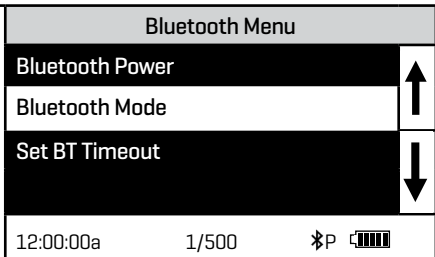 Bluetooth Menu
Bluetooth Power
Bluetooth Mode
Set BT Timeout
12:00:00a 1/500 P